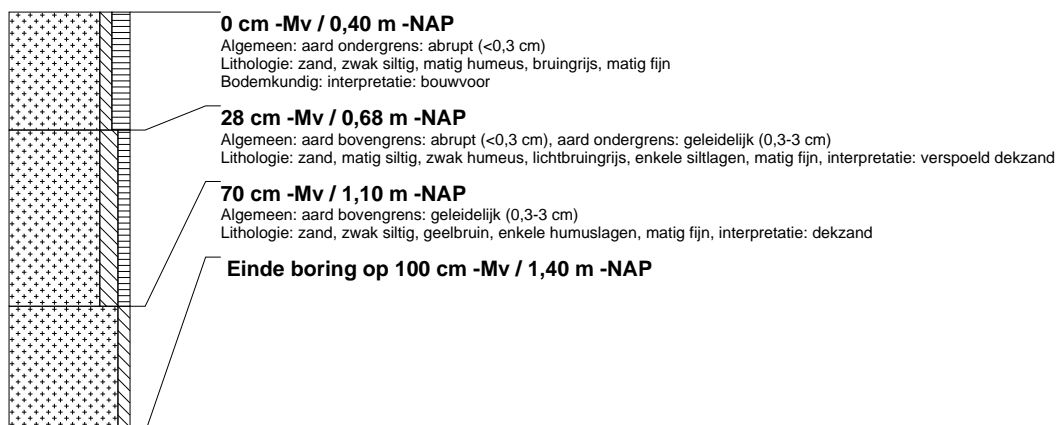 0 cm -Mv / 0,40 m -NAP
Algemeen: aard ondergrens: abrupt (<0,3 cm)
Lithologie: zand, zwak siltig, matig humeus, bruingrijs, matig fijn
Bodemkundig: interpretatie: bouwvoor
28 cm -Mv / 0,68 m -NAP
Algemeen: aard bovengrens: abrupt (<0,3 cm), aard ondergrens: geleidelijk (0,3-3 cm)
Lithologie: zand, matig siltig, zwak humeus, lichtbruingrijs, enkele siltlagen, matig fijn, interpretatie: verspoeld dekzand
70 cm -Mv / 1,10 m -NAP
Algemeen: aard bovengrens: geleidelijk (0,3-3 cm)
Lithologie: zand, zwak siltig, geelbruin, enkele humuslagen, matig fijn, interpretatie: dekzand
Einde boring op 100 cm -Mv / 1,40 m -NAP